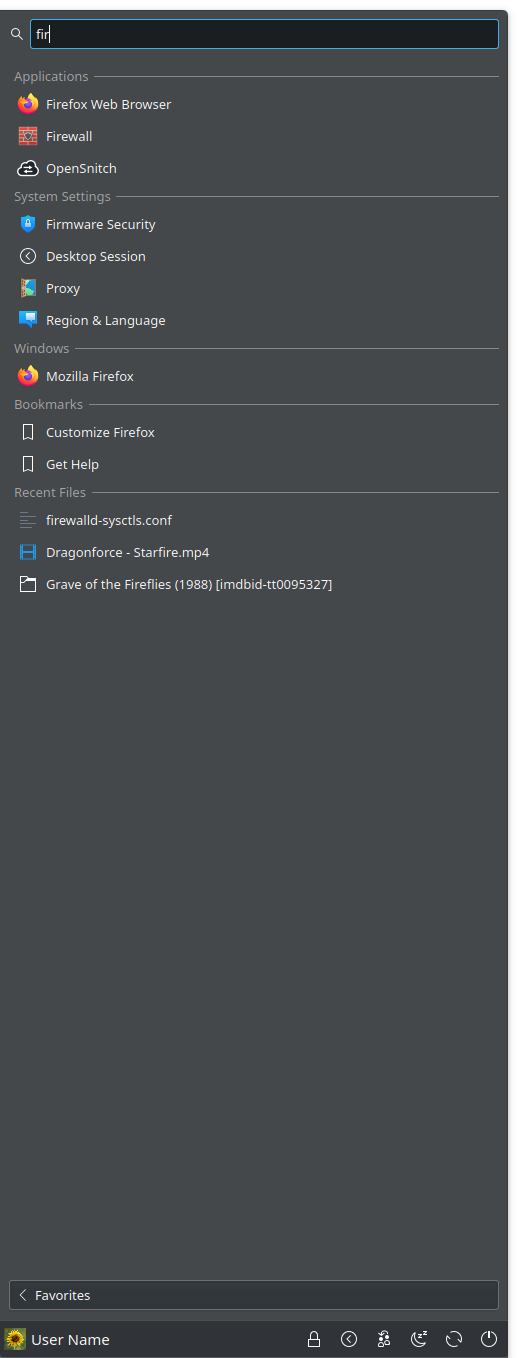 fir
Applications
Firefox Web Browser
Firewall
OpenSnitch
System Settings
Firmware Security
Desktop Session
Proxy
Region & Language
Windows
Mozilla Firefox
Bookmarks
Customize Firefox
Get Help
Recent Files
firewalld-sysctls.conf
Dragonforce - Starfire.mp4
Grave of the Fireflies (1988) [imdbid-tt0095327]
Favorites
User Name